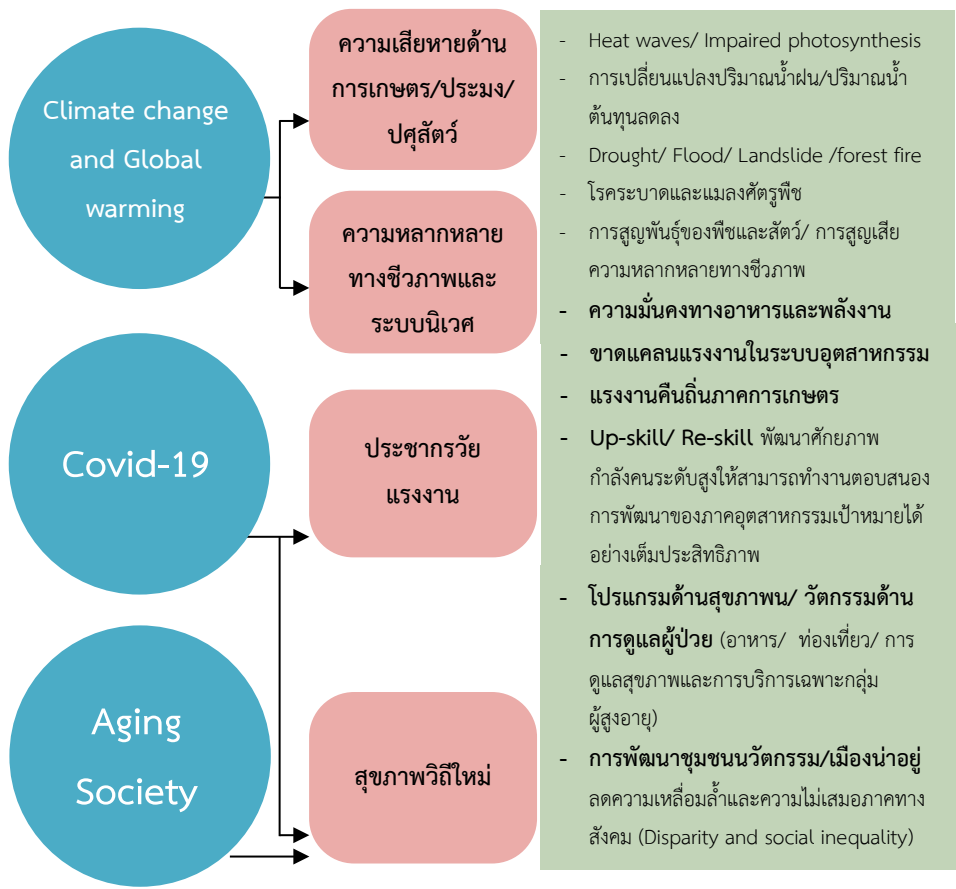 Climate change
and Global
warming
Covid-19
Aging
Society
ความเสียหายด้าน
การเกษตร/ประมง/
ปศุสัตว์
ความหลากหลาย
ทางชีวภาพและ
ระบบนิเวศ
ประชากรวัย
แรงงาน
สุขภาพวิถีใหม่
- Heat waves/ Impaired photosynthesis
- การเปลี่ยนแปลงปริมาณน้ำฝน/ปริมาณน้ำ
ต้นทุนลดลง
- Drought/ Flood/ Landslide /forest fire
- โรคระบาดและแมลงศัตรูพืช
- การสูญพันธุ์ของพืชและสัตว์/ การสูญเสีย
ความหลากหลายทางชีวภาพ
- ความมั่นคงทางอาหารและพลังงาน
- ขาดแคลนแรงงานในระบบอุตสาหกรรม
- แรงงานคืนถิ่นภาคการเกษตร
- Up-skill/ Re-skill พัฒนาศักยภาพ
กำลังคนระดับสูงให้สามารถทำงานตอบสนอง
การพัฒนาของภาคอุตสาหกรรมเป้าหมายได้
อย่างเต็มประสิทธิภาพ
- โปรแกรมด้านสุขภาพน/ วัตกรรมด้าน
การดูแลผู้ป่วย (อาหาร/ ท่องเที่ยว/ การ
ดูแลสุขภาพและการบริการเฉพาะกลุ่ม
ผู้สูงอายุ)
- การพัฒนาชุมชนนวัตกรรม/เมืองน่าอยู่
ลดความเหลื่อมล้ำและความไม่เสมอภาคทาง
สังคม (Disparity and social inequality)